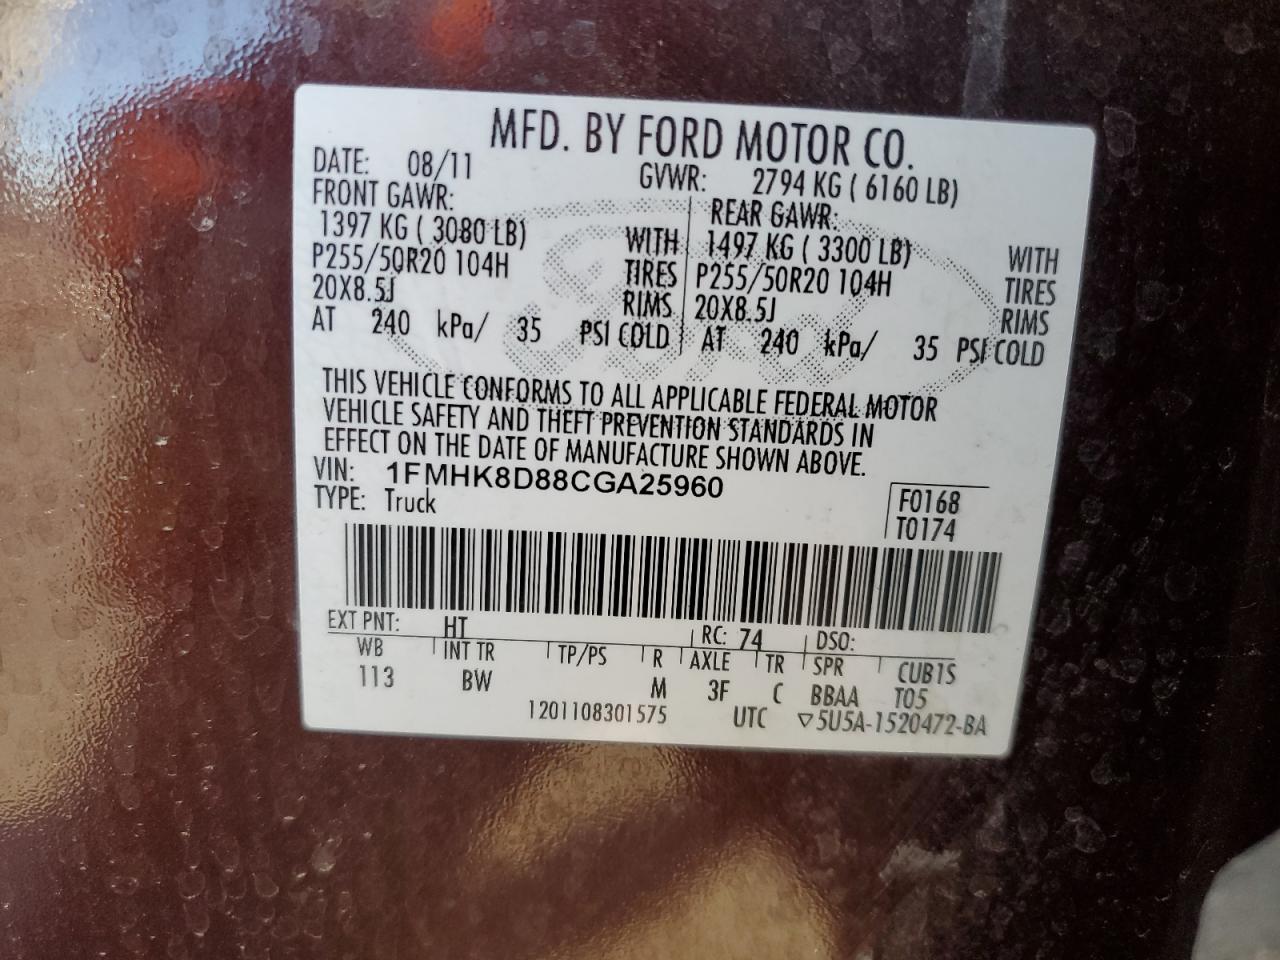 MFD. BY FORD MOTOR CO.
DATE: 08/11 GVWR: 2794 KG ( 6160 LB)
FRONT GAWR: REAR GAWR:
1397 KG ( 3080 LB) WITH 1497 KG ( 3300 LB) WITH
P255/50R20 104H TIRES P255/50R20 104H TIRES
20X8.5J RIMS 20X8.5J RIMS
AT 240 kPa/ 35 PSI COLD AT 240 kPa/ 35 PSI COLD
THIS VEHICLE CONFORMS TO ALL APPLICABLE FEDERAL MOTOR
VEHICLE SAFETY AND THEFT PREVENTION STANDARDS IN
EFFECT ON THE DATE OF MANUFACTURE SHOWN ABOVE.
VIN: 1FMHK8D88CGA25960
TYPE: Truck
F0168
T0174
EXT PNT: HT RC: 74 DSO:
WB INT TR TP/PS R AXLE TR SPR CUB1S
113 BW M 3F C BBAA T05
1201108301575 UTC ▽5U5A-1520472-BA